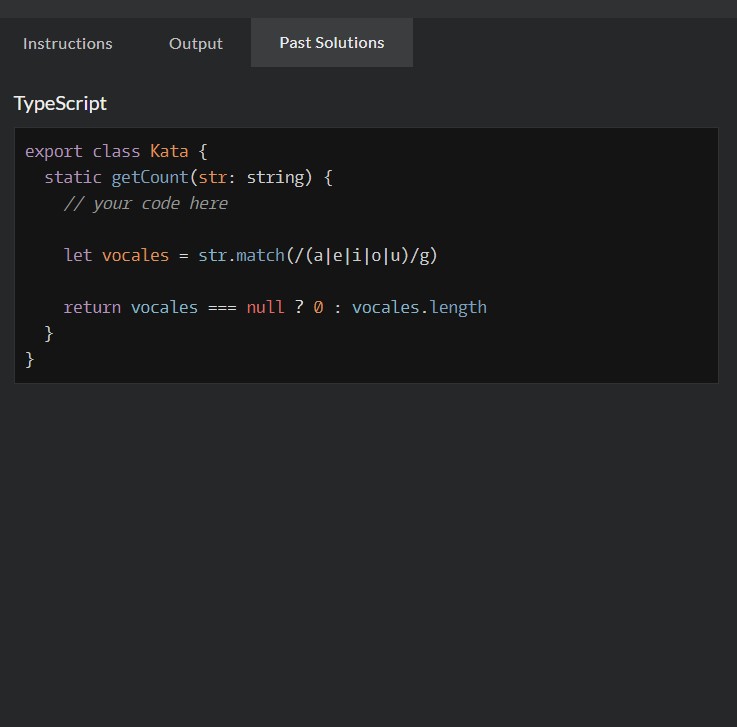 Instructions Output Past Solutions
TypeScript
export class Kata {
  static getCount(str: string) {
    // your code here
    let vocales = str.match(/(a|e|i|o|u)/g)
    return vocales === null ? 0 : vocales.length
  }
}